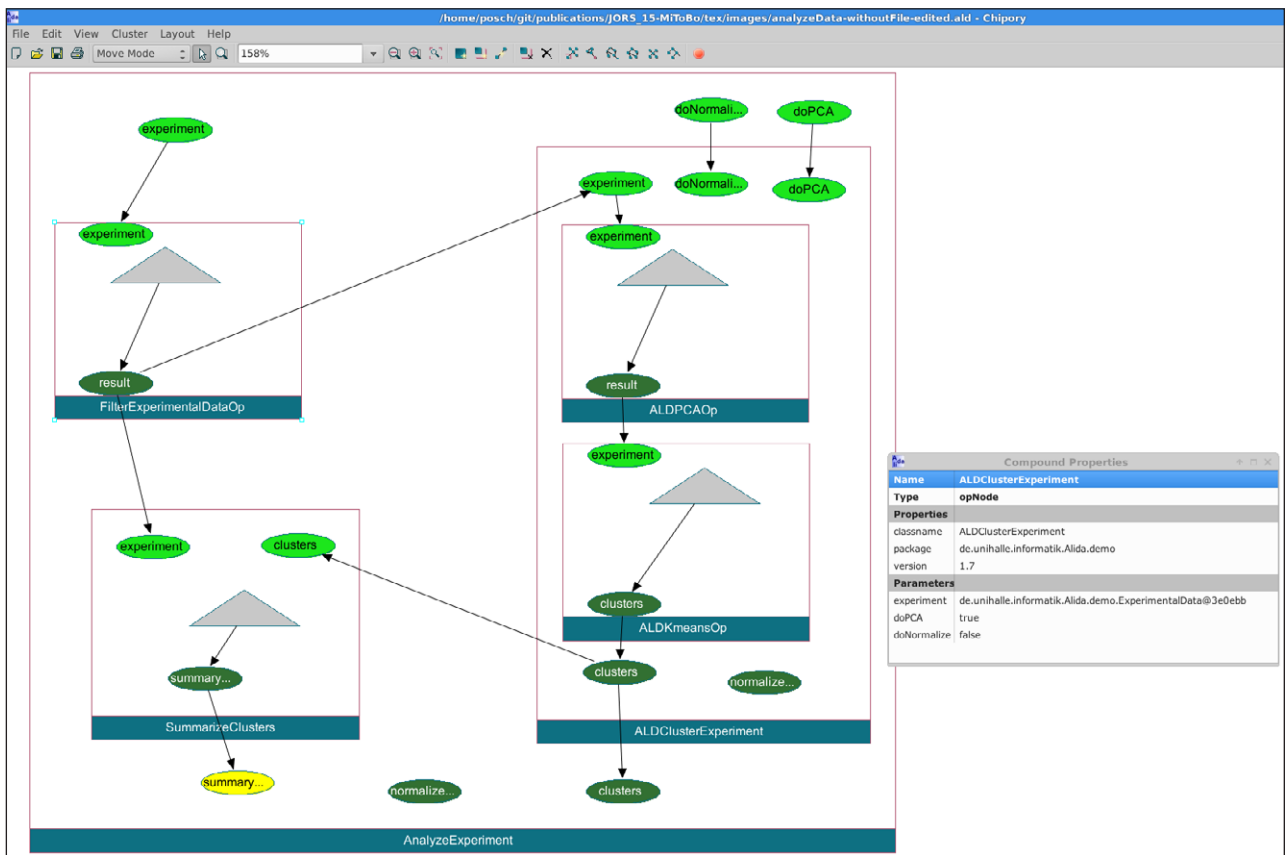 /home/posch/git/publications/JORS_15-MiToBo/tex/images/analyzeData-withoutFile-edited.ald - Chipory
File Edit View Cluster Layout Help
Move Mode 158%
doNormali... doPCA
experiment
experiment doNormali... doPCA
experiment experiment
result result
FilterExperimentalDataOp ALDPCAOp
experiment
Compound Properties
Name ALDClusterExperiment
Type opNode
Properties
classname ALDClusterExperiment
package de.unihalle.informatik.Alida.demo
version 1.7
Parameters
experiment de.unihalle.informatik.Alida.demo.ExperimentalData@3e0ebb
doPCA true
doNormalize false
experiment clusters
clusters
ALDKmeansOp
summary... clusters normalize...
SummarizeClusters ALDClusterExperiment
summary... normalize... clusters
AnalyzeExperiment